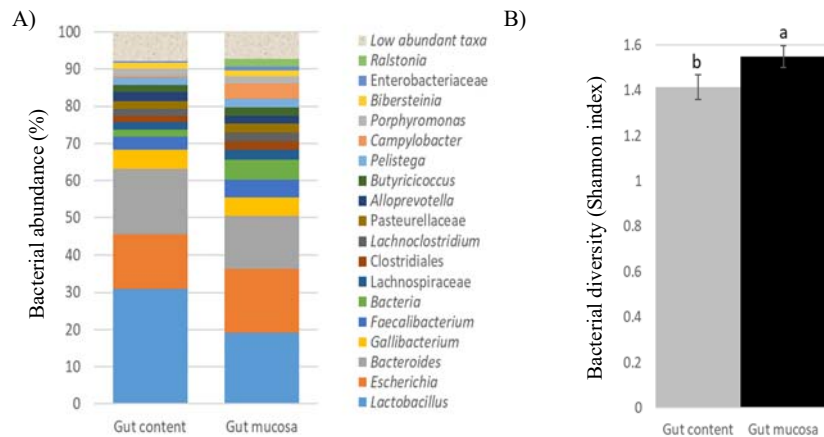 A)
Bacterial abundance (%)
100
90
80
70
60
50
40
30
20
10
0
Gut content
Gut mucosa
Low abundant taxa
Ralstonia
Enterobacteriaceae
Bibersteinia
Porphyromonas
Campylobacter
Pelistega
Butyricicoccus
Alloprevotella
Pasteurellaceae
Lachnoclostridium
Clostridiales
Lachnospiraceae
Bacteria
Faecalibacterium
Gallibacterium
Bacteroides
Escherichia
Lactobacillus
B)
Bacterial diversity (Shannon index)
1.6
1.4
1.2
1
0.8
0.6
0.4
0.2
0
b
a
Gut content
Gut mucosa